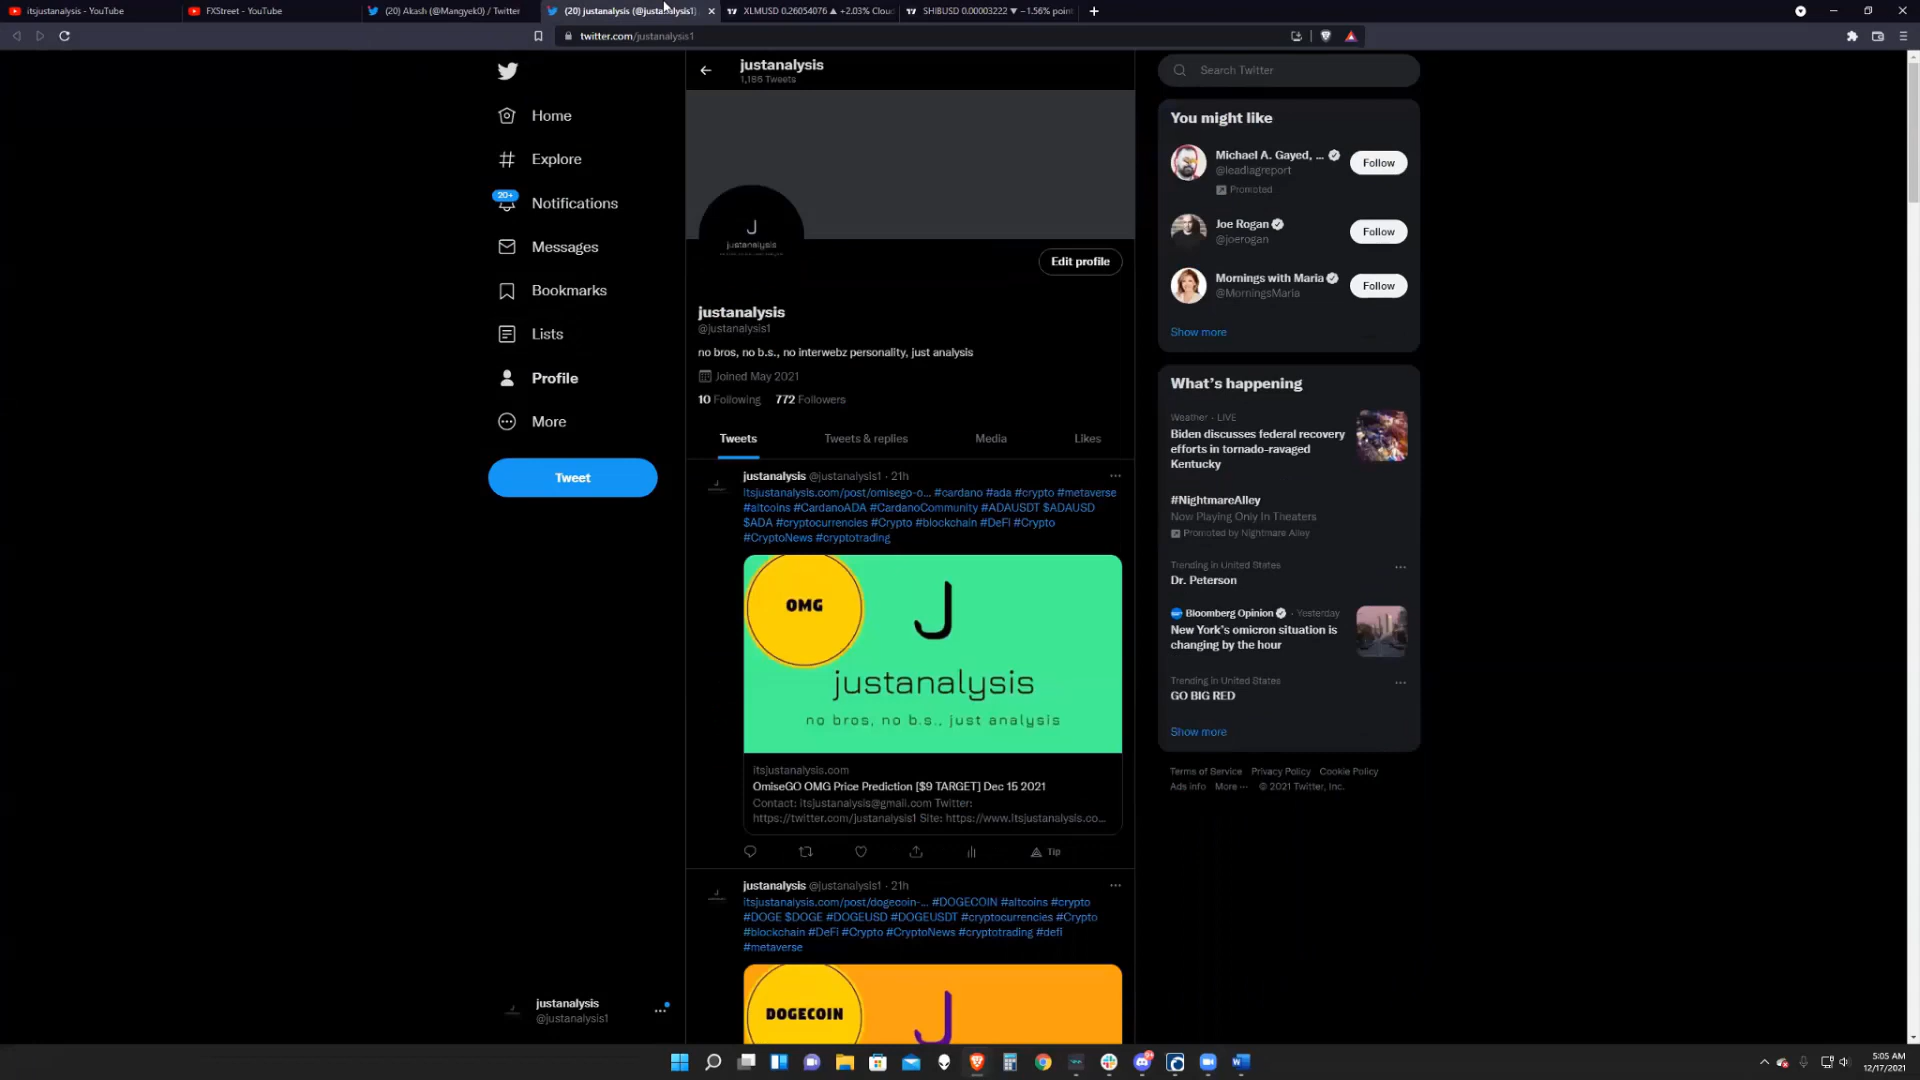 itsjustanalysis - YouTube
FXStreet - YouTube
(20) Akash (@Mangyek0) / Twitter
(20) justanalysis (@justanalysis1)
XLMUSD 0.26054076 ▲ +2.03% Clou
SHIBUSD 0.00003222 ▼ −1.56% poin
twitter.com/justanalysis1
justanalysis
1,186 Tweets
Search Twitter
Home
Explore
20+
Notifications
Messages
Bookmarks
Lists
Profile
More
Tweet
J
justanalysis
Edit profile
justanalysis
@justanalysis1
no bros, no b.s., no interwebz personality, just analysis
Joined May 2021
10 Following 772 Followers
Tweets
Tweets & replies
Media
Likes
justanalysis @justanalysis1 · 21h
itsjustanalysis.com/post/omisego-o... #cardano #ada #crypto #metaverse
#altcoins #CardanoADA #CardanoCommunity #ADAUSDT $ADAUSD
$ADA #cryptocurrencies #Crypto #blockchain #DeFi #Crypto
#CryptoNews #cryptotrading
OMG
J
justanalysis
no bros, no b.s., just analysis
itsjustanalysis.com
OmiseGO OMG Price Prediction [$9 TARGET] Dec 15 2021
Contact: itsjustanalysis@gmail.com Twitter:
https://twitter.com/justanalysis1 Site: https://www.itsjustanalysis.co...
Tip
justanalysis @justanalysis1 · 21h
itsjustanalysis.com/post/dogecoin-... #DOGECOIN #altcoins #crypto
#DOGE $DOGE #DOGEUSD #DOGEUSDT #cryptocurrencies #Crypto
#blockchain #DeFi #Crypto #CryptoNews #cryptotrading #defi
#metaverse
DOGECOIN
J
You might like
Michael A. Gayed, ...
@leadlagreport
Promoted
Follow
Joe Rogan
@joerogan
Follow
Mornings with Maria
@MorningsMaria
Follow
Show more
What's happening
Weather · LIVE
Biden discusses federal recovery
efforts in tornado-ravaged
Kentucky
#NightmareAlley
Now Playing Only In Theaters
Promoted by Nightmare Alley
Trending in United States
Dr. Peterson
Bloomberg Opinion · Yesterday
New York's omicron situation is
changing by the hour
Trending in United States
GO BIG RED
Show more
Terms of Service Privacy Policy Cookie Policy
Ads info More ··· © 2021 Twitter, Inc.
justanalysis
@justanalysis1
5:05 AM
12/17/2021